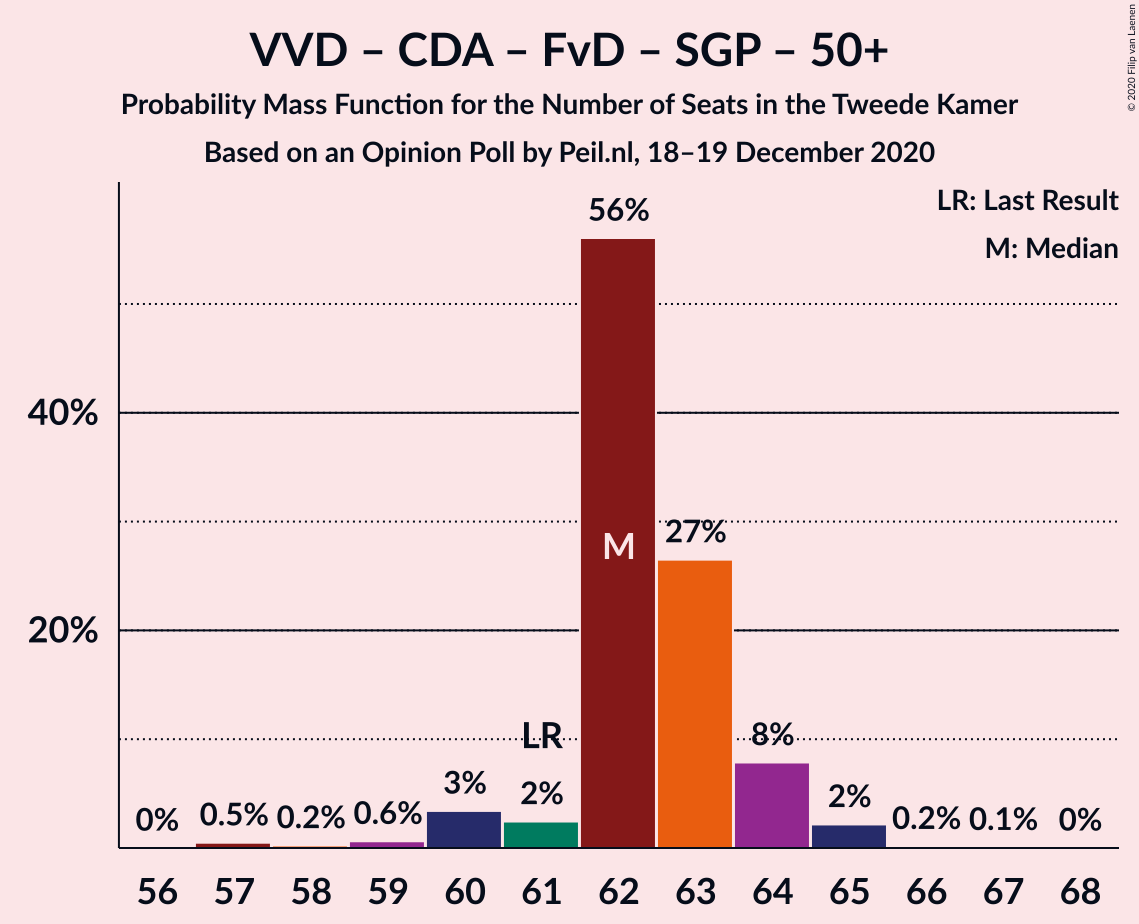 VVD – CDA – FvD – SGP – 50+
Probability Mass Function for the Number of Seats in the Tweede Kamer
Based on an Opinion Poll by Peil.nl, 18–19 December 2020
© 2020 Filip van Laenen
LR: Last Result
M: Median
56%
40%
M
27%
20%
LR
8%
3%
2%
2%
0%
0.5%
0.2%
0.6%
0.2%
0.1%
0%
56 57 58 59 60 61 62 63 64 65 66 67 68